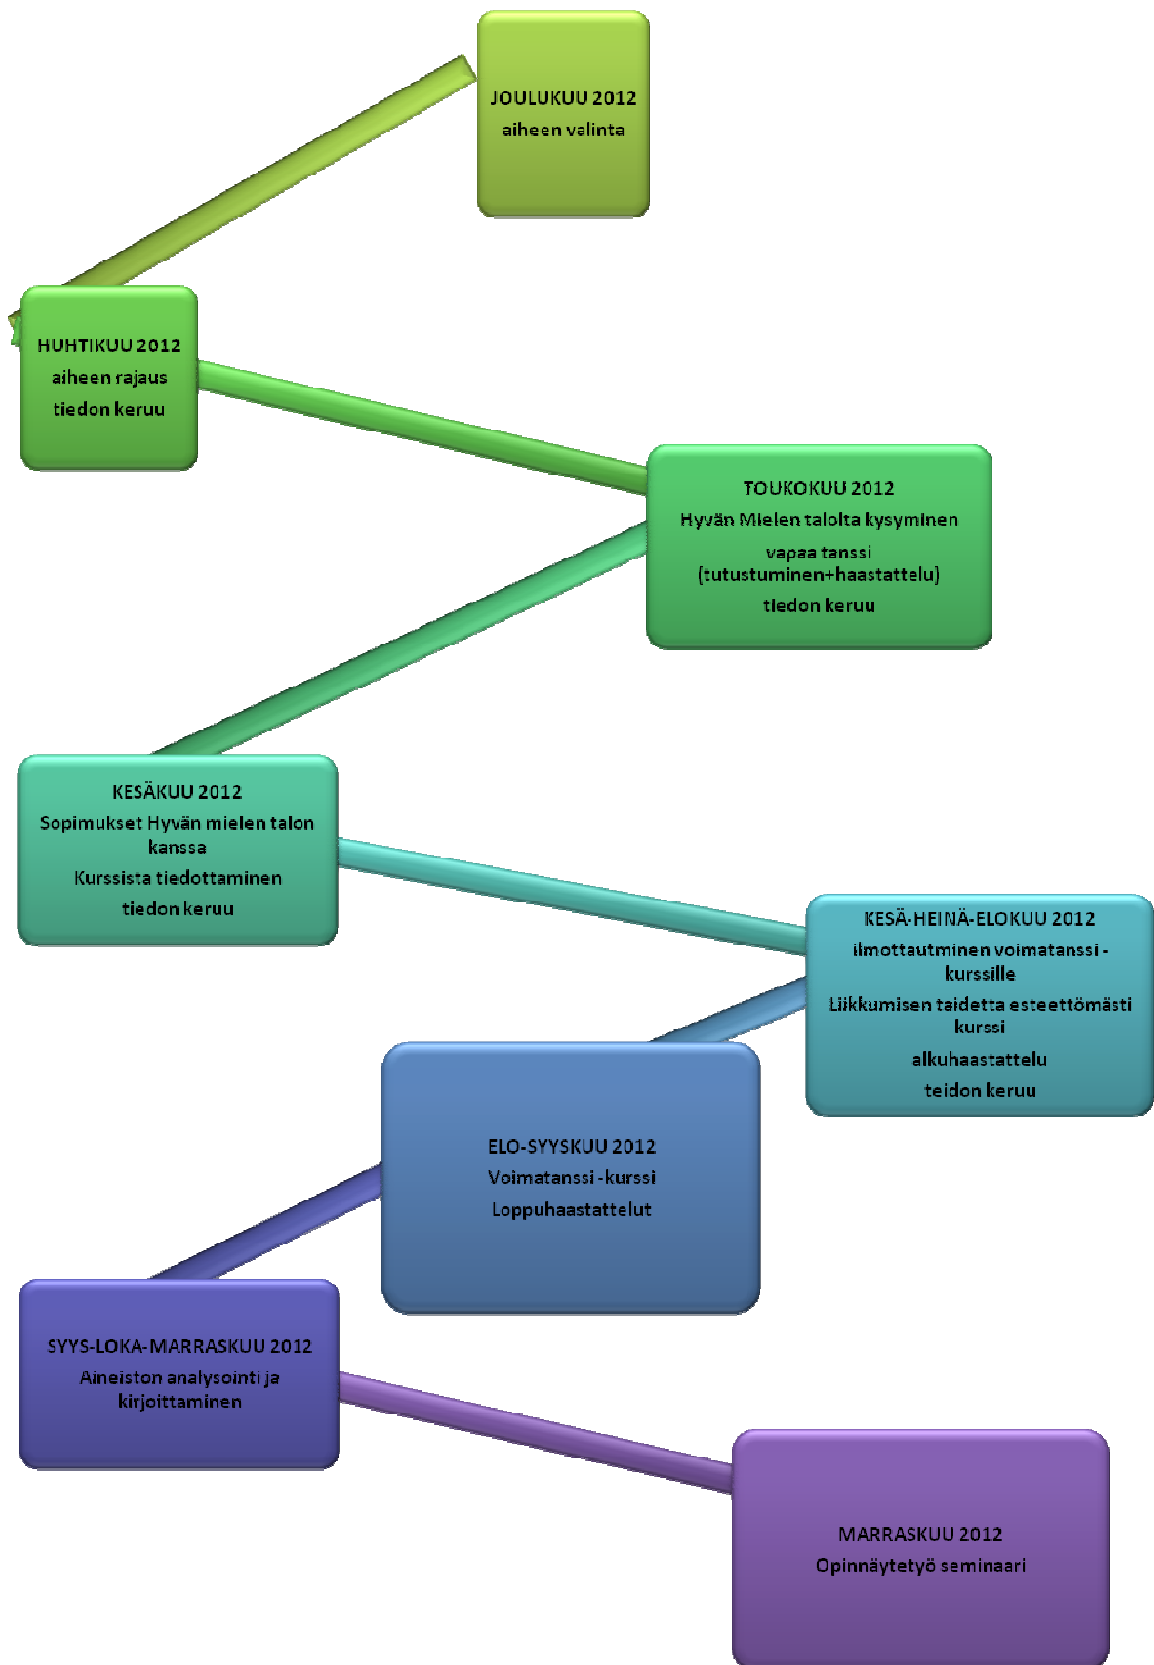 JOULUKUU 2012
aiheen valinta
HUHTIKUU 2012
aiheen rajaus
tiedon keruu
TOUKOKUU 2012
Hyvän Mielen talolta kysyminen
vapaa tanssi
(tutustuminen+haastattelu)
tiedon keruu
KESÄKUU 2012
Sopimukset Hyvän mielen talon
kanssa
Kurssista tiedottaminen
tiedon keruu
KESÄ-HEINÄ-ELOKUU 2012
ilmottautminen voimatanssi -
kurssille
Liikkumisen taidetta esteettömästi
kurssi
alkuhaastattelu
teidon keruu
ELO-SYYSKUU 2012
Voimatanssi -kurssi
Loppuhaastattelut
SYYS-LOKA-MARRASKUU 2012
Aineiston analysointi ja
kirjoittaminen
MARRASKUU 2012
Opinnäytetyö seminaari